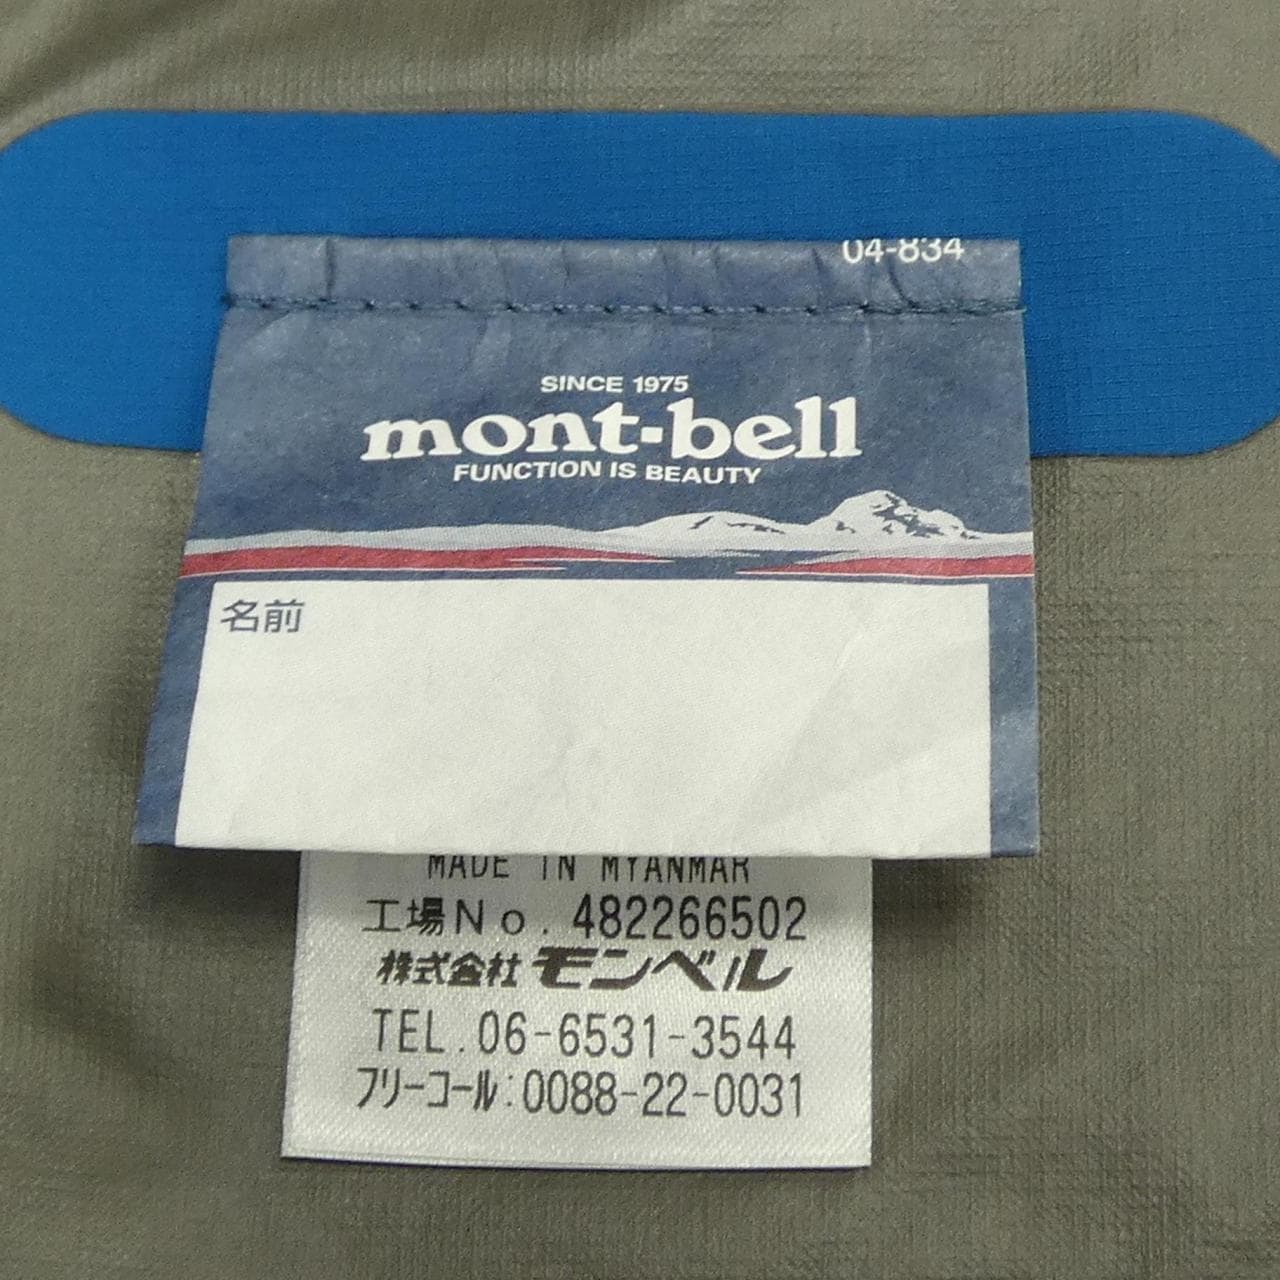 04-834
SINCE 1975
mont-bell
FUNCTION IS BEAUTY
名前
MADE IN MYANMAR
工場No. 482266502
株式会社 モンベル
TEL.06-6531-3544
フリーコール:0088-22-0031